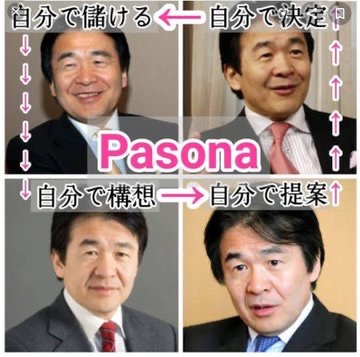 自分で儲ける ← 自分で決定
↓ ↑
↓ ↑
↓ ↑
↓ ↑
↓ ↑
Pasona
↓ ↑
自分で構想 → 自分で提案